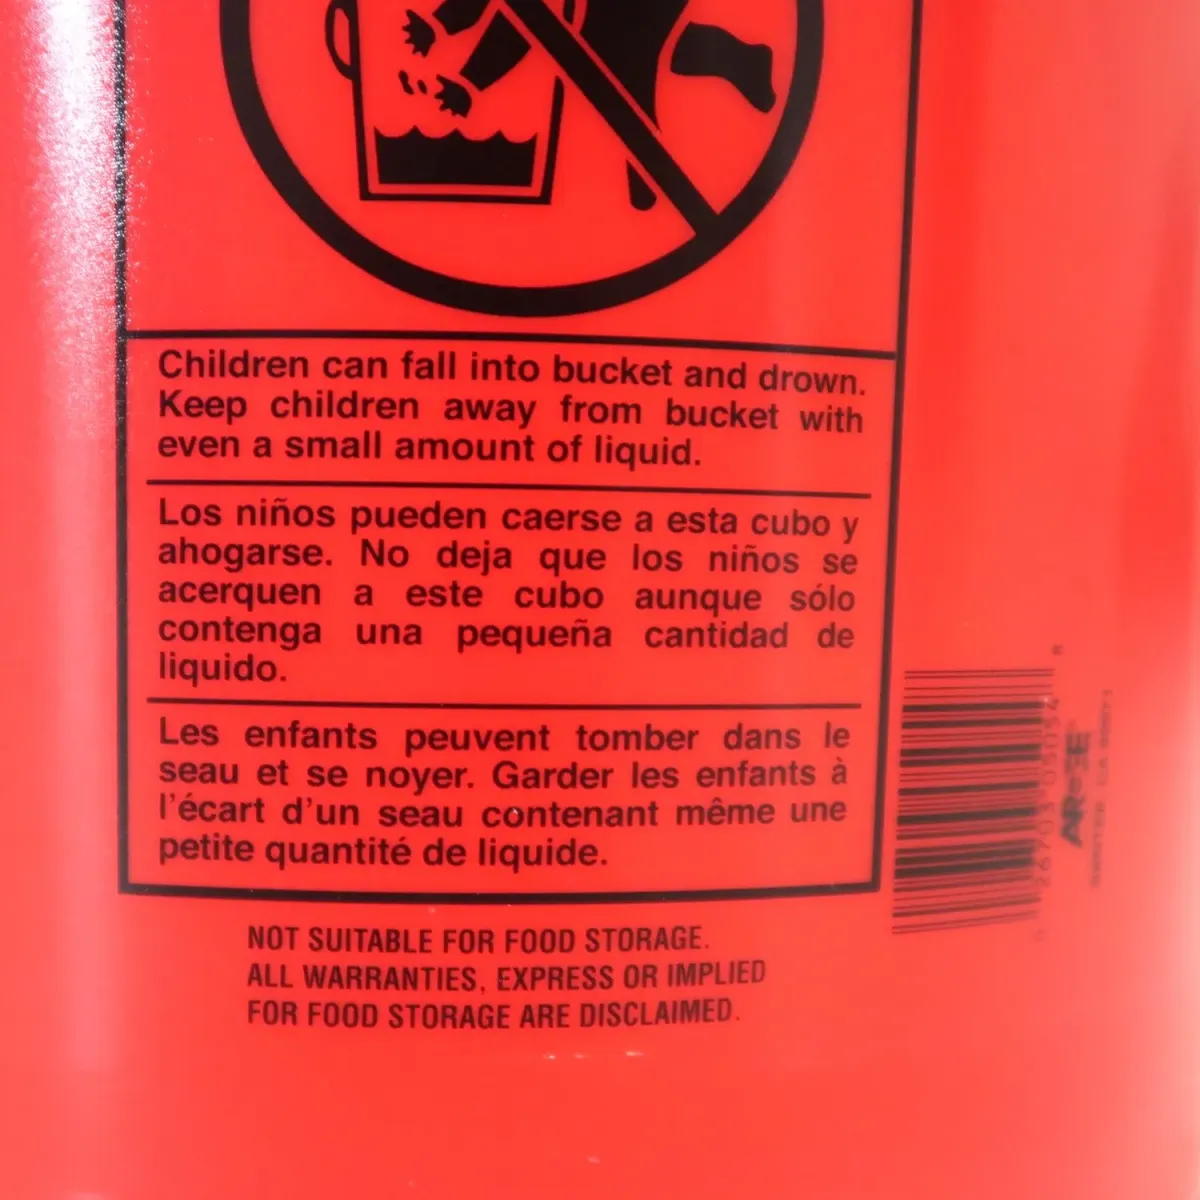 Children can fall into bucket and drown.
Keep children away from bucket with
even a small amount of liquid.
Los niños pueden caerse a esta cubo y
ahogarse. No deja que los niños se
acerquen a este cubo aunque sólo
contenga una pequeña cantidad de
liquido.
Les enfants peuvent tomber dans le
seau et se noyer. Garder les enfants à
l'écart d'un seau contenant même une
petite quantité de liquide.
NOT SUITABLE FOR FOOD STORAGE.
ALL WARRANTIES, EXPRESS OR IMPLIED
FOR FOOD STORAGE ARE DISCLAIMED.